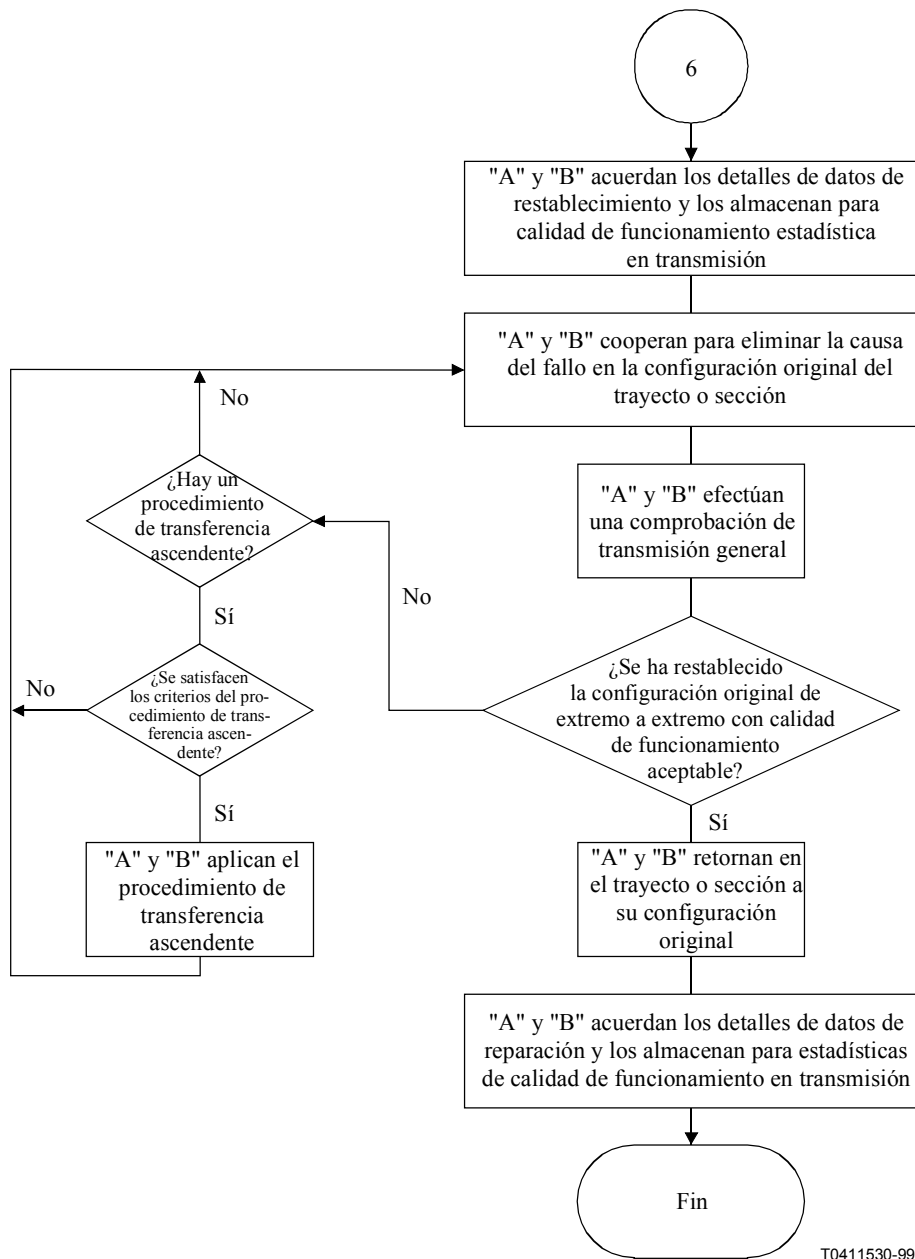 6
"A" y "B" acuerdan los detalles de datos de
restablecimiento y los almacenan para
calidad de funcionamiento estadística
en transmisión
"A" y "B" cooperan para eliminar la causa
del fallo en la configuración original del
trayecto o sección
No
¿Hay un
procedimiento
de transferencia
ascendente?
"A" y "B" efectúan
una comprobación de
transmisión general
No
Sí
¿Se ha restablecido
la configuración original de
extremo a extremo con calidad
de funcionamiento
aceptable?
No
¿Se satisfacen
los criterios del pro-
cedimiento de trans-
ferencia ascen-
dente?
Sí
Sí
"A" y "B" aplican el
procedimiento de
transferencia
ascendente
"A" y "B" retornan en
el trayecto o sección a
su configuración
original
"A" y "B" acuerdan los detalles de datos de
reparación y los almacenan para estadísticas
de calidad de funcionamiento en transmisión
Fin
T0411530-99